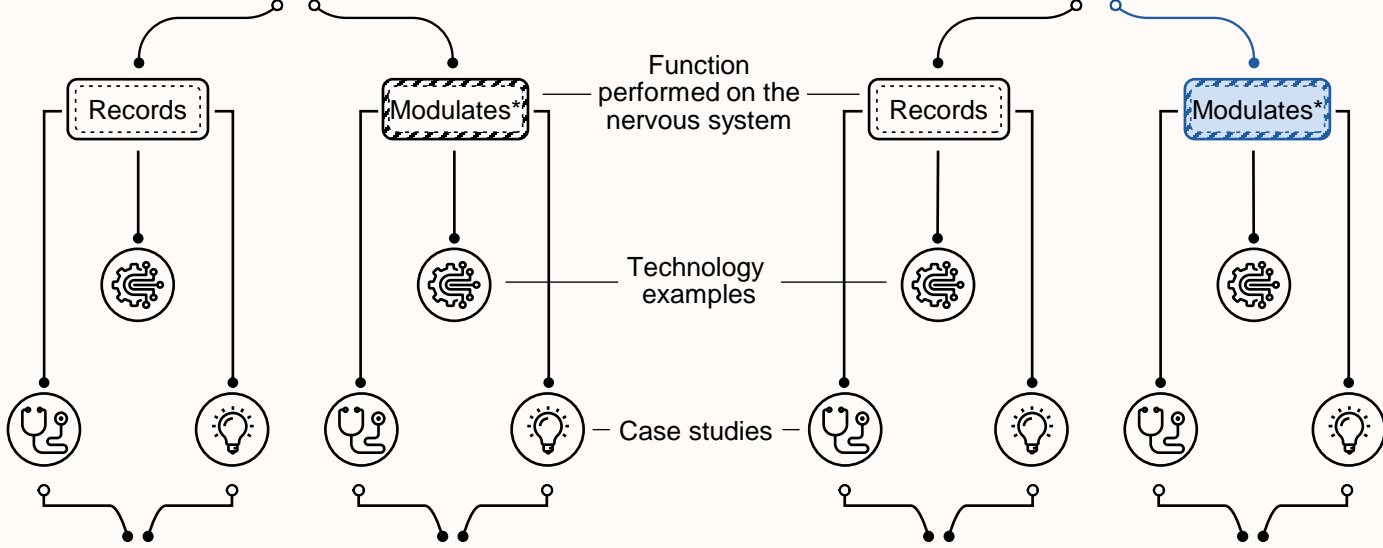 Records
Modulates*
Function
performed on the
nervous system
Records
Modulates*
Technology
examples
Case studies